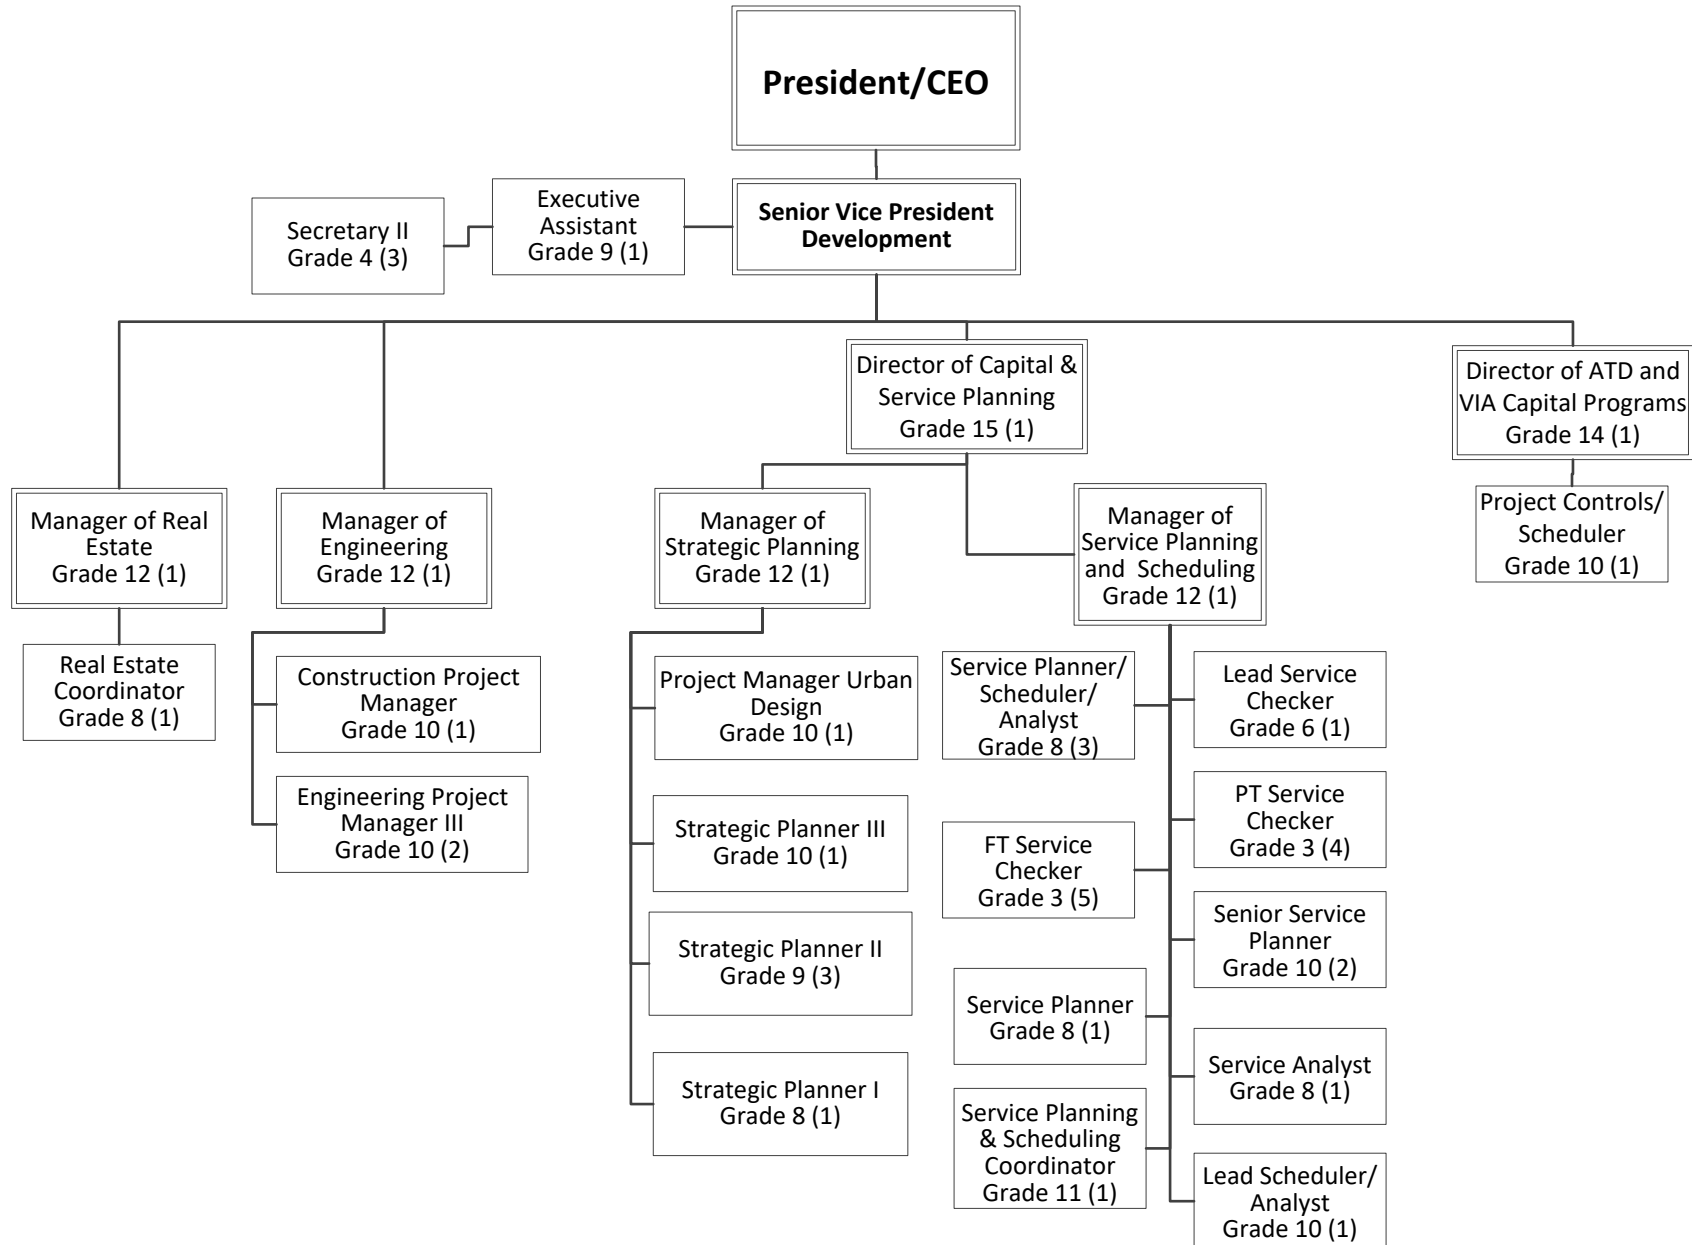 President/CEO
Senior Vice President
Development
Executive
Assistant
Grade 9 (1)
Secretary II
Grade 4 (3)
Director of Capital &
Service Planning
Grade 15 (1)
Director of ATD and
VIA Capital Programs
Grade 14 (1)
Project Controls/
Scheduler
Grade 10 (1)
Manager of Real
Estate
Grade 12 (1)
Manager of
Engineering
Grade 12 (1)
Manager of
Strategic Planning
Grade 12 (1)
Manager of
Service Planning
and Scheduling
Grade 12 (1)
Real Estate
Coordinator
Grade 8 (1)
Construction Project
Manager
Grade 10 (1)
Engineering Project
Manager III
Grade 10 (2)
Project Manager Urban
Design
Grade 10 (1)
Strategic Planner III
Grade 10 (1)
Strategic Planner II
Grade 9 (3)
Strategic Planner I
Grade 8 (1)
Service Planner/
Scheduler/
Analyst
Grade 8 (3)
FT Service
Checker
Grade 3 (5)
Service Planner
Grade 8 (1)
Service Planning
& Scheduling
Coordinator
Grade 11 (1)
Lead Service
Checker
Grade 6 (1)
PT Service
Checker
Grade 3 (4)
Senior Service
Planner
Grade 10 (2)
Service Analyst
Grade 8 (1)
Lead Scheduler/
Analyst
Grade 10 (1)